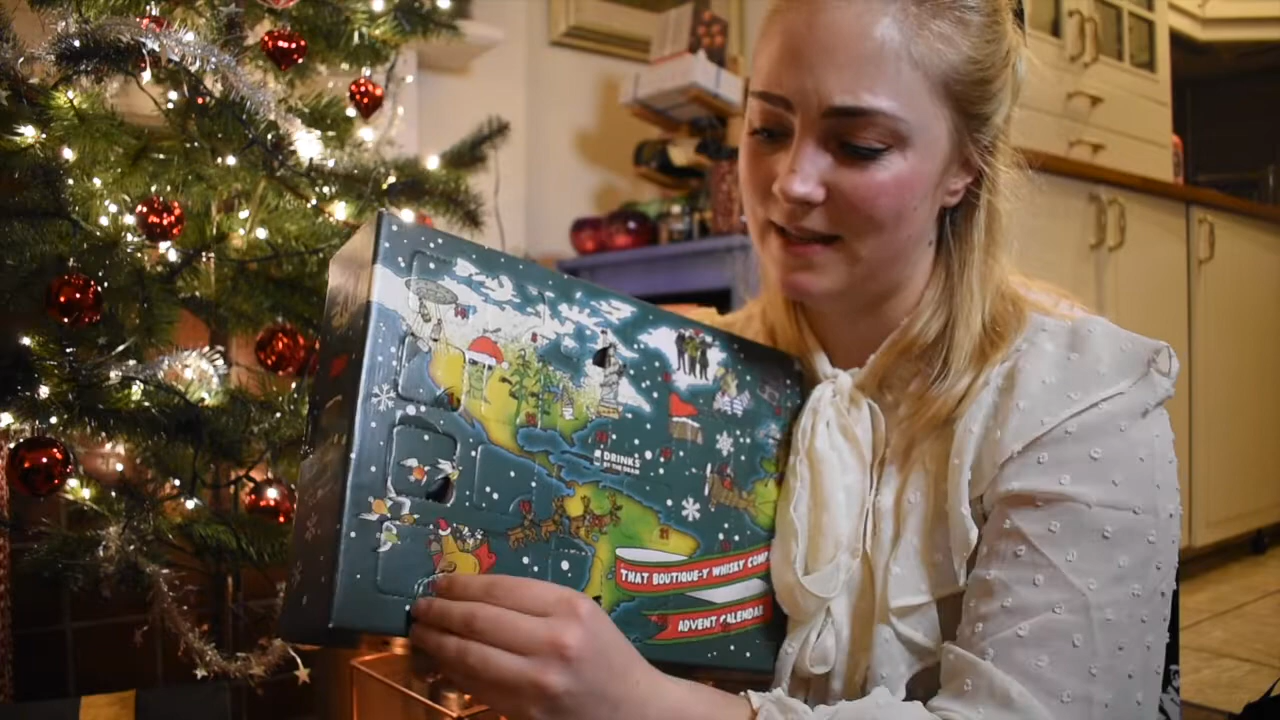 DRINKS
BY THE DRAM
THAT BOUTIQUE-Y WHISKY COMP
ADVENT CALENDAR